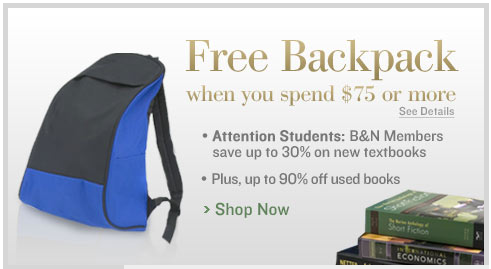 Free Backpack
when you spend $75 or more
See Details
• Attention Students: B&N Members
save up to 30% on new textbooks
• Plus, up to 90% off used books
> Shop Now
Short Fiction
INTERNATIONAL
ECONOMICS